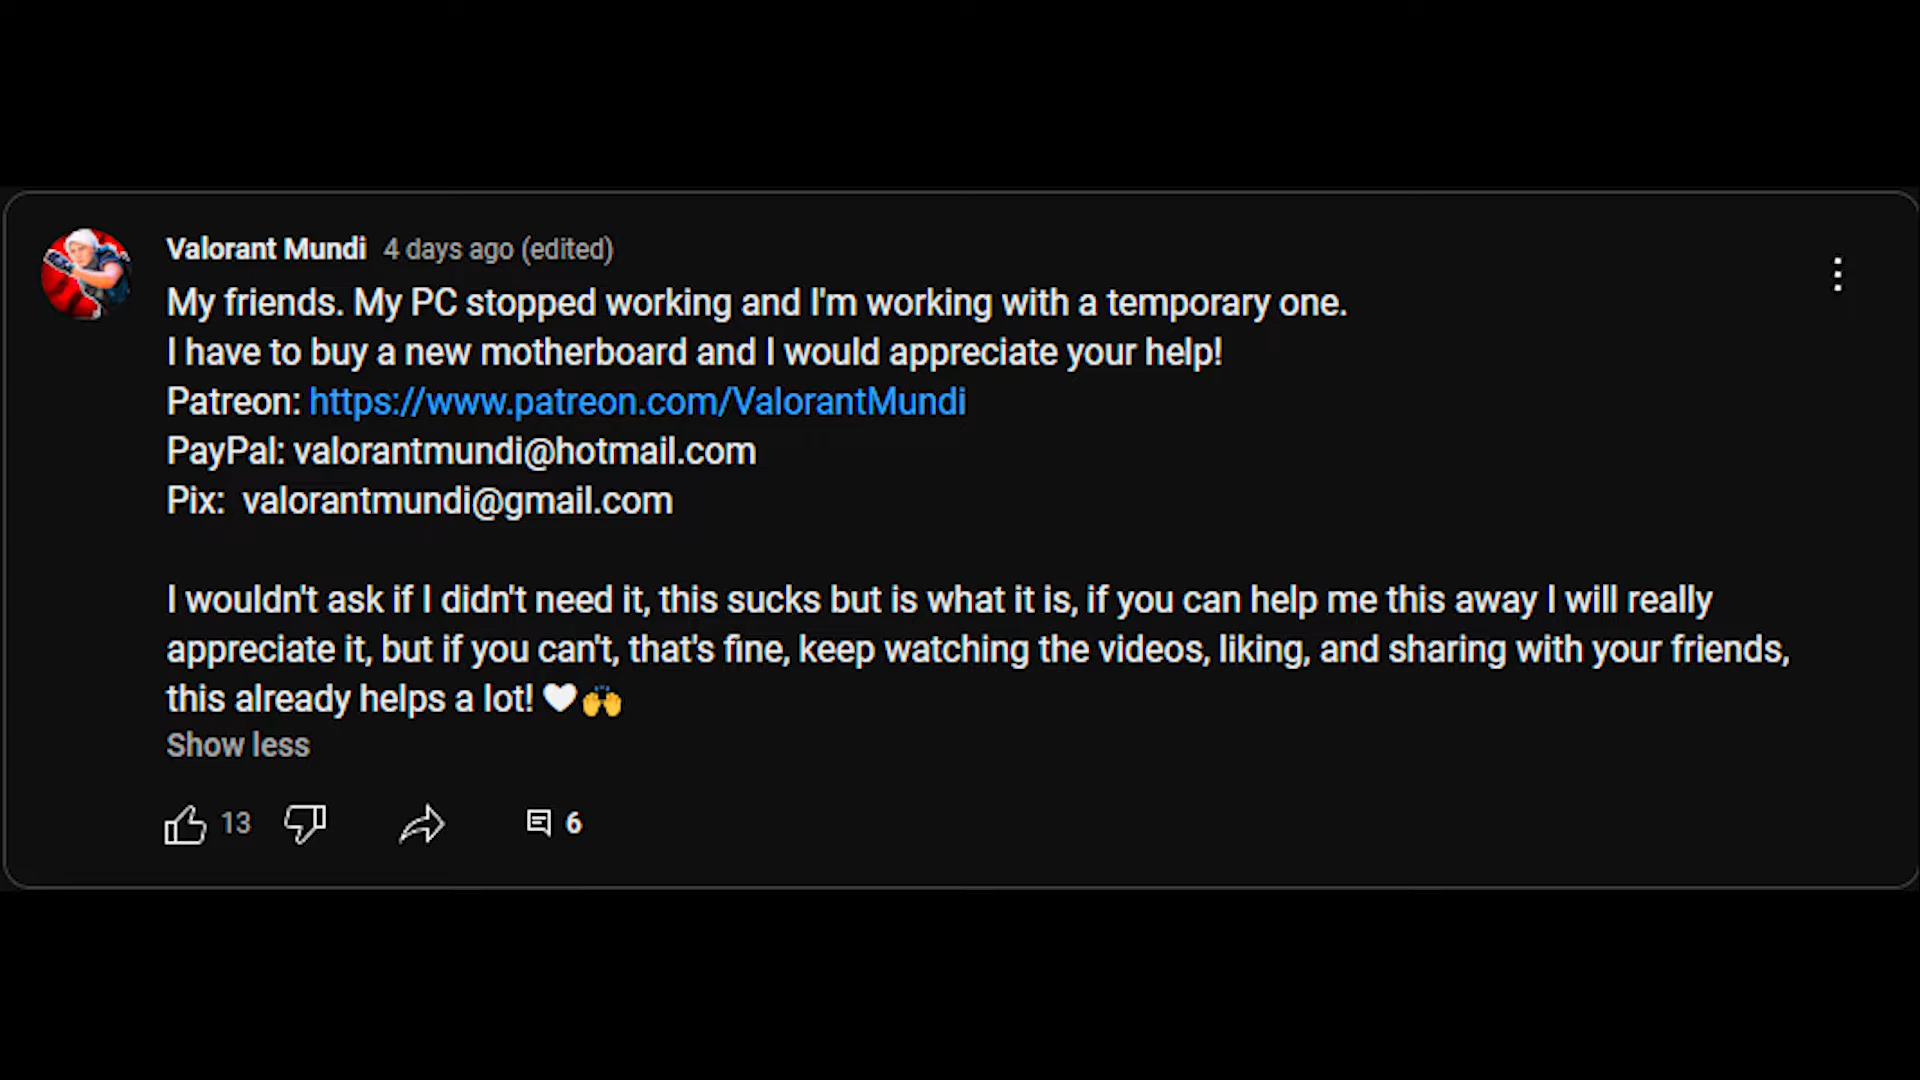 Valorant Mundi 4 days ago (edited)
My friends. My PC stopped working and I'm working with a temporary one.
I have to buy a new motherboard and I would appreciate your help!
Patreon: https://www.patreon.com/ValorantMundi
PayPal: valorantmundi@hotmail.com
Pix:  valorantmundi@gmail.com
I wouldn't ask if I didn't need it, this sucks but is what it is, if you can help me this away I will really
appreciate it, but if you can't, that's fine, keep watching the videos, liking, and sharing with your friends,
this already helps a lot! 🤍🙌
Show less
13 6